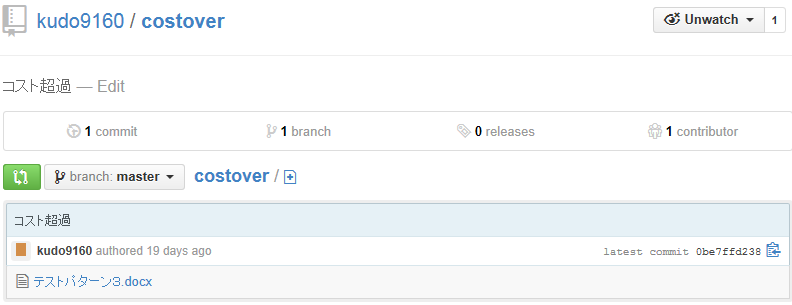 kudo9160 / costover
Unwatch 1
コスト超過 — Edit
1 commit 1 branch 0 releases 1 contributor
branch: master costover /
コスト超過
kudo9160 authored 19 days ago latest commit 0be7ffd238
テストパターン3.docx